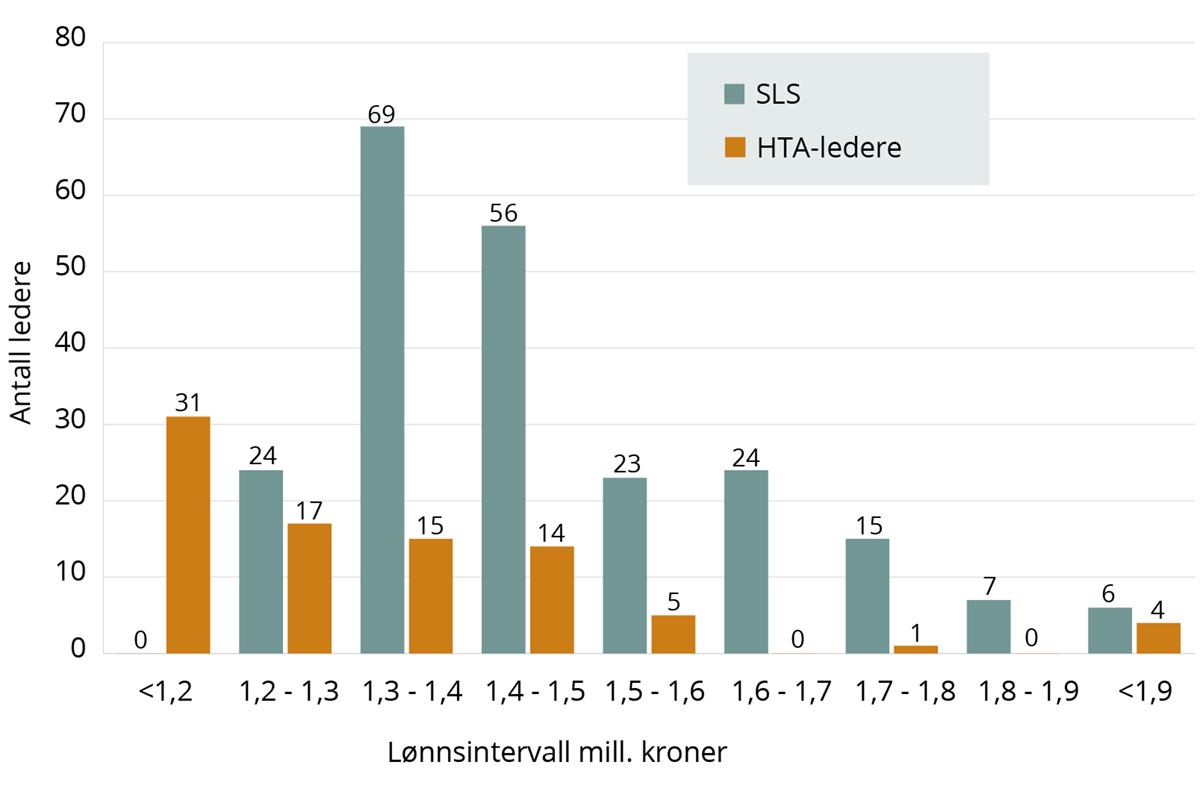 80
70
60
50
40
30
20
10
0
Antall ledere
SLS
HTA-ledere
0 31 24 17 69 15 56 14 23 5 24 0 15 1 7 0 6 4
<1,2 1,2 - 1,3 1,3 - 1,4 1,4 - 1,5 1,5 - 1,6 1,6 - 1,7 1,7 - 1,8 1,8 - 1,9 <1,9
Lønnsintervall mill. kroner